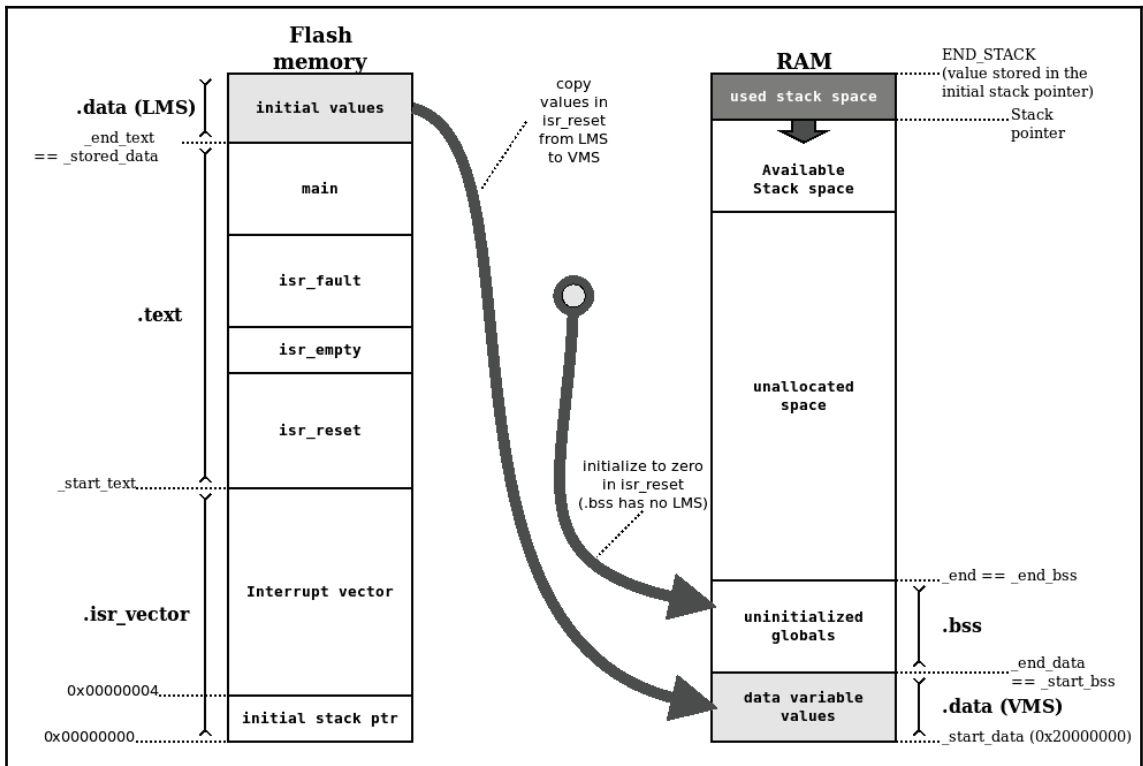 Flash
memory
.data (LMS)
initial values
_end_text
== _stored_data
main
isr_fault
.text
isr_empty
isr_reset
_start_text
Interrupt vector
.isr_vector
0x00000004
initial stack ptr
0x00000000
copy
values in
isr_reset
from LMS
to VMS
initialize to zero
in isr_reset
(.bss has no LMS)
RAM
END_STACK
(value stored in the
initial stack pointer)
used stack space
Stack
pointer
Available
Stack space
unallocated
space
_end == _end_bss
uninitialized
globals
.bss
_end_data
== _start_bss
data variable
values
.data (VMS)
_start_data (0x20000000)